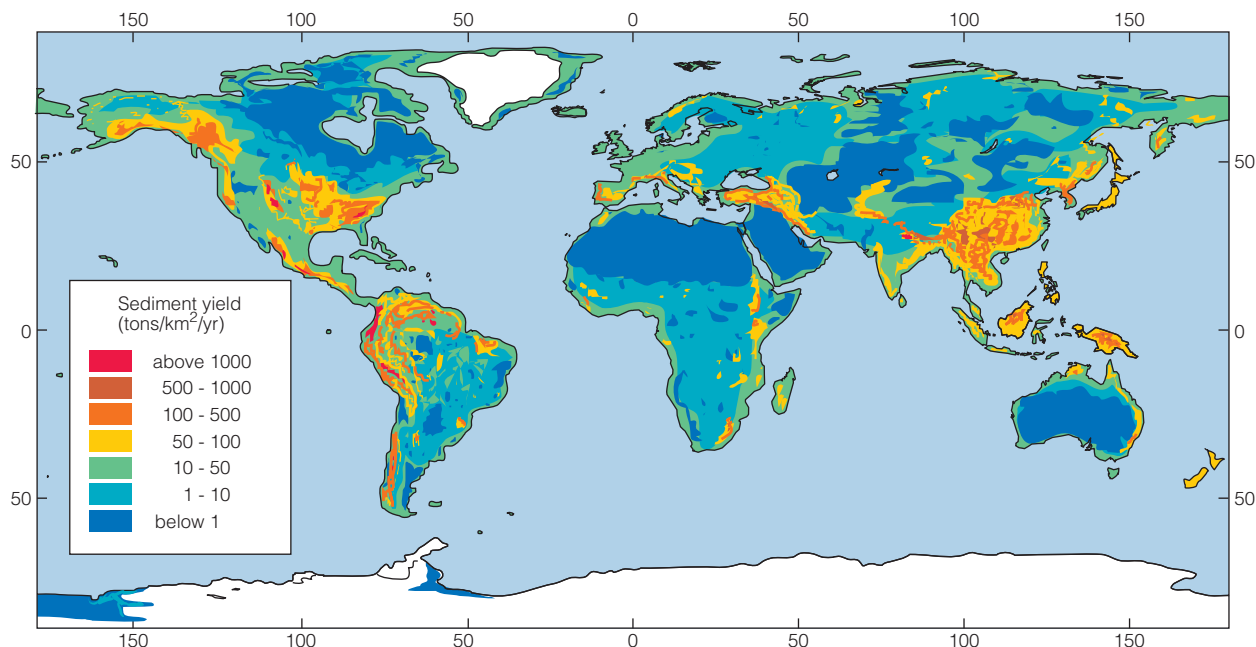 150 100 50 0 50 100 150
50 50
Sediment yield
(tons/km²/yr)
0 0
above 1000
500 - 1000
100 - 500
50 - 100
10 - 50
1 - 10
below 1
50 50
150 100 50 0 50 100 150